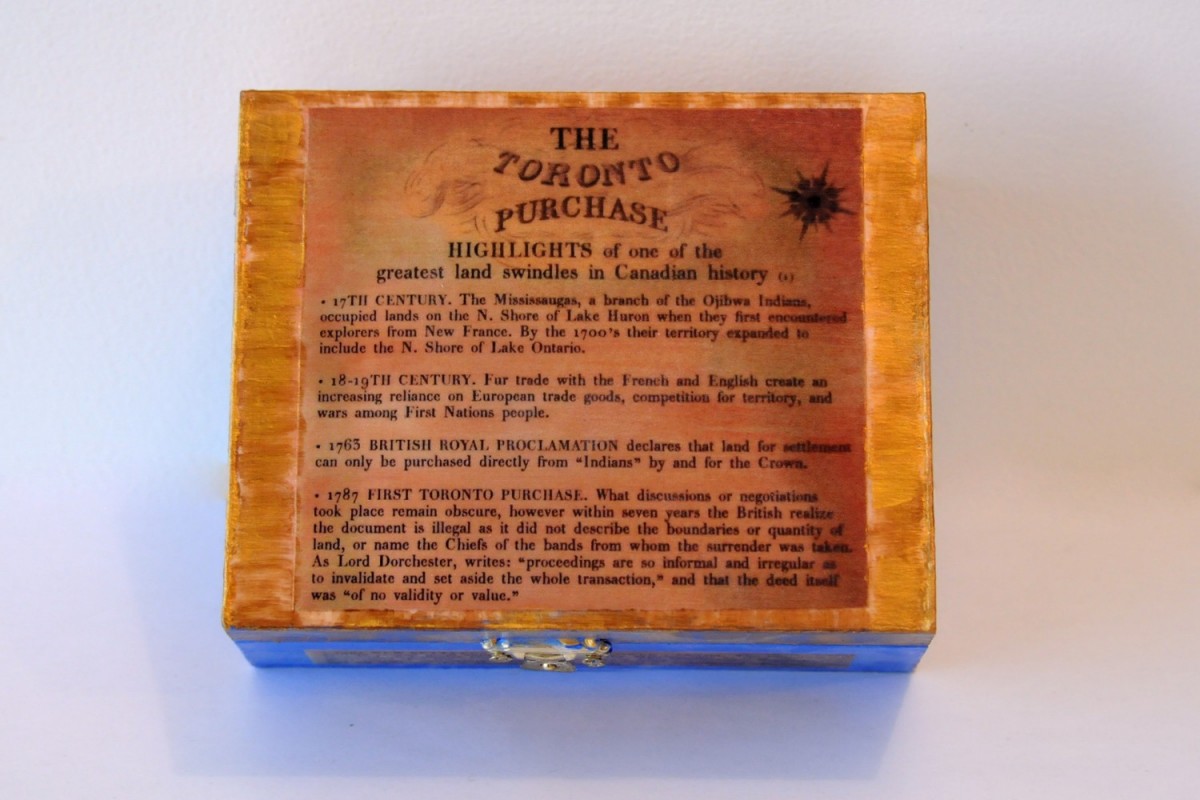 THE
TORONTO
PURCHASE
HIGHLIGHTS of one of the
greatest land swindles in Canadian history (1)
• 17TH CENTURY. The Mississaugas, a branch of the Ojibwa Indians,
occupied lands on the N. Shore of Lake Huron when they first encountered
explorers from New France. By the 1700's their territory expanded to
include the N. Shore of Lake Ontario.
• 18-19TH CENTURY. Fur trade with the French and English create an
increasing reliance on European trade goods, competition for territory, and
wars among First Nations people.
• 1763 BRITISH ROYAL PROCLAMATION declares that land for settlement
can only be purchased directly from "Indians" by and for the Crown.
• 1787 FIRST TORONTO PURCHASE. What discussions or negotiations
took place remain obscure, however within seven years the British realize
the document is illegal as it did not describe the boundaries or quantity of
land, or name the Chiefs of the bands from whom the surrender was taken.
As Lord Dorchester, writes: "proceedings are so informal and irregular as
to invalidate and set aside the whole transaction," and that the deed itself
was "of no validity or value."